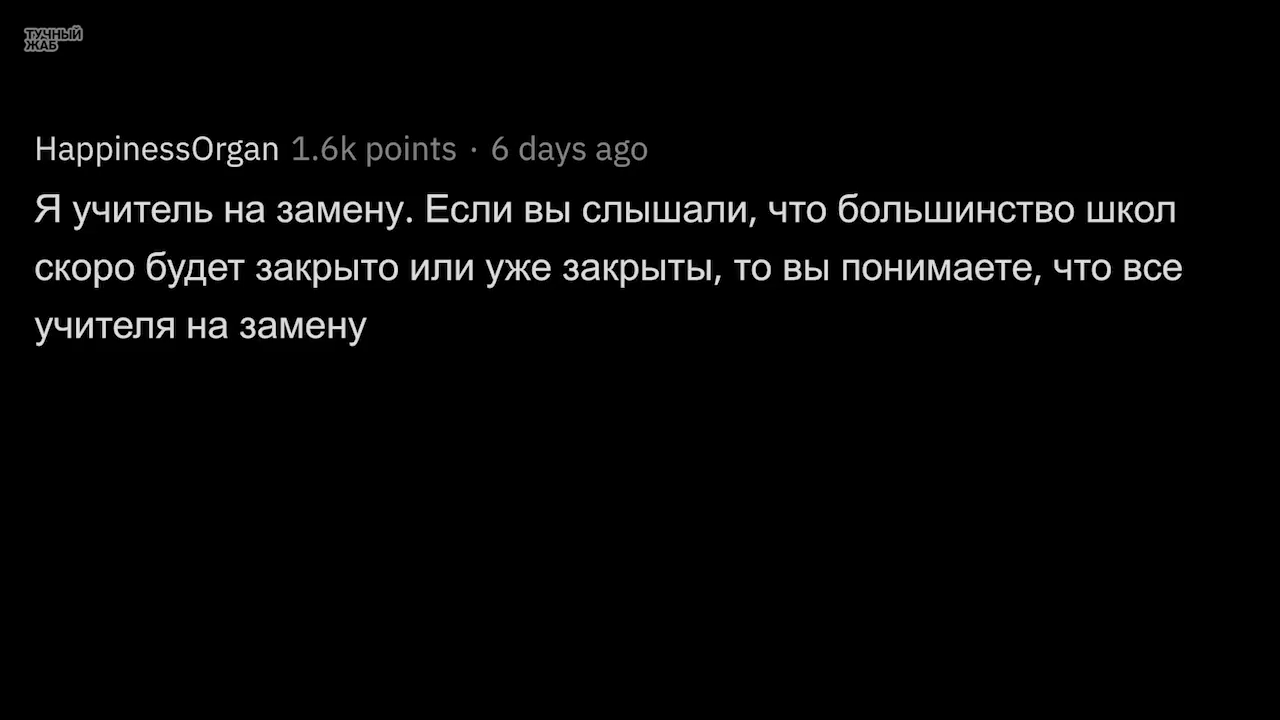 ТУЧНЫЙ
ЖАБ
HappinessOrgan 1.6k points · 6 days ago
Я учитель на замену. Если вы слышали, что большинство школ
скоро будет закрыто или уже закрыты, то вы понимаете, что все
учителя на замену